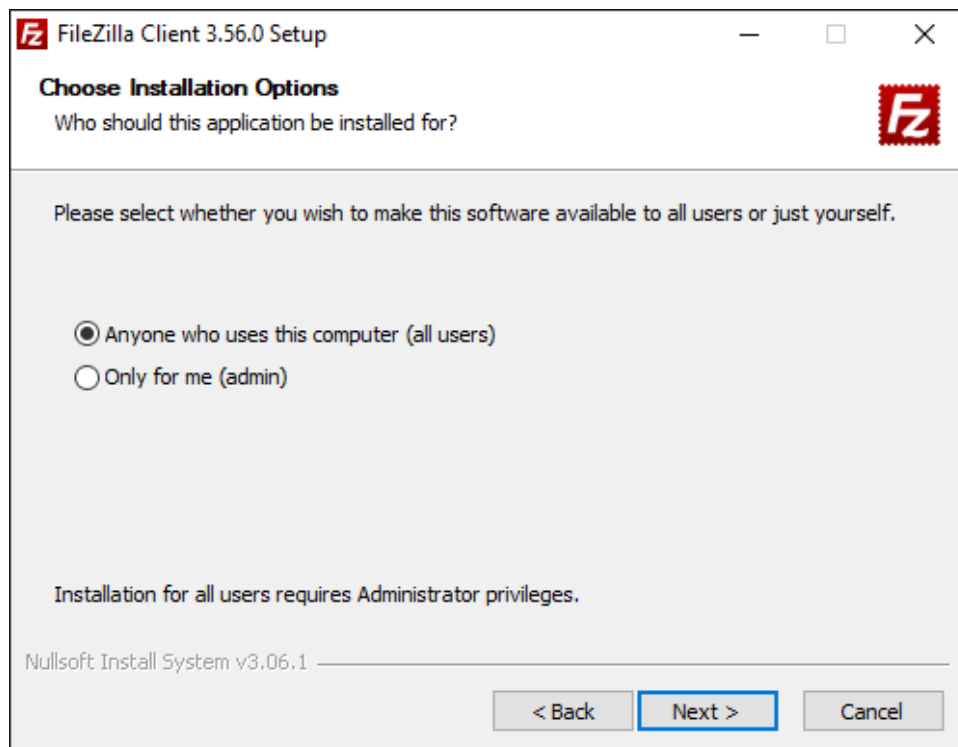 FileZilla Client 3.56.0 Setup
Choose Installation Options
Who should this application be installed for?
Fz
Please select whether you wish to make this software available to all users or just yourself.
Anyone who uses this computer (all users)
Only for me (admin)
Installation for all users requires Administrator privileges.
Nullsoft Install System v3.06.1
< Back Next > Cancel